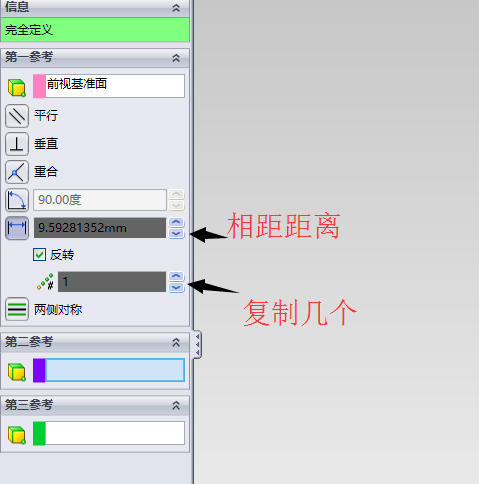 信息
完全定义
第一参考
前视基准面
平行
垂直
重合
90.00度
9.59281352mm
相距距离
反转
#
1
复制几个
两侧对称
第二参考
第三参考